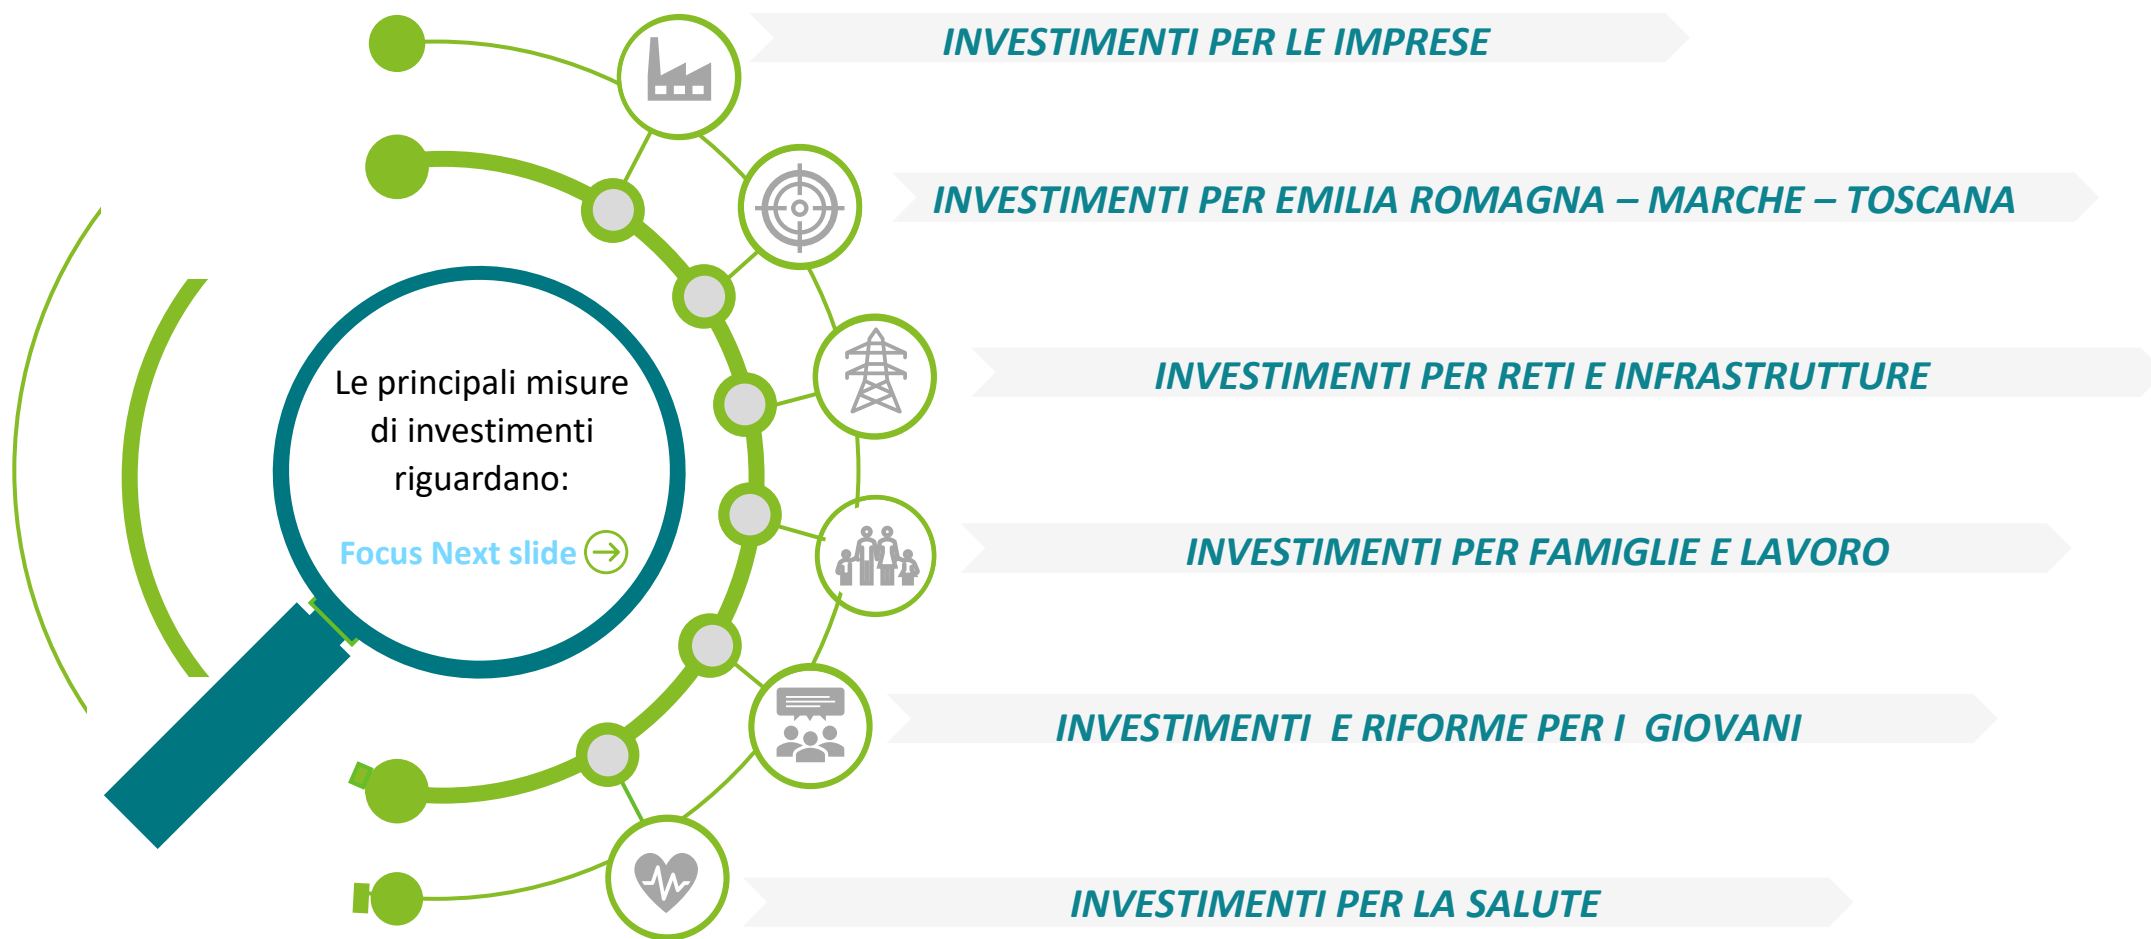 Le principali misure
di investimenti
riguardano:
Focus Next slide
INVESTIMENTI PER LE IMPRESE
INVESTIMENTI PER EMILIA ROMAGNA – MARCHE – TOSCANA
INVESTIMENTI PER RETI E INFRASTRUTTURE
INVESTIMENTI PER FAMIGLIE E LAVORO
INVESTIMENTI E RIFORME PER I GIOVANI
INVESTIMENTI PER LA SALUTE